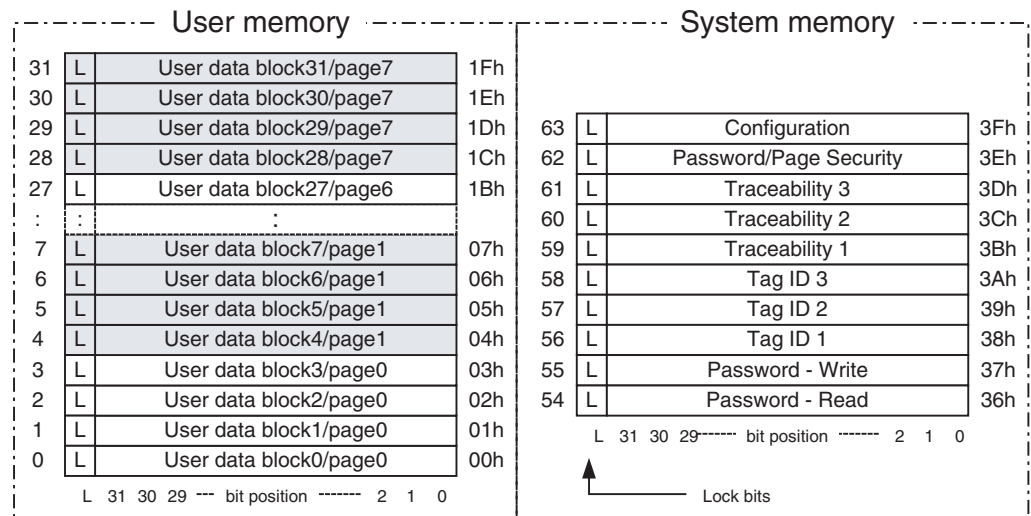 User memory
31 L User data block31/page7 1Fh
30 L User data block30/page7 1Eh
29 L User data block29/page7 1Dh
28 L User data block28/page7 1Ch
27 L User data block27/page6 1Bh
: : :
7 L User data block7/page1 07h
6 L User data block6/page1 06h
5 L User data block5/page1 05h
4 L User data block4/page1 04h
3 L User data block3/page0 03h
2 L User data block2/page0 02h
1 L User data block1/page0 01h
0 L User data block0/page0 00h
L 31 30 29 --- bit position ------- 2 1 0
System memory
63 L Configuration 3Fh
62 L Password/Page Security 3Eh
61 L Traceability 3 3Dh
60 L Traceability 2 3Ch
59 L Traceability 1 3Bh
58 L Tag ID 3 3Ah
57 L Tag ID 2 39h
56 L Tag ID 1 38h
55 L Password - Write 37h
54 L Password - Read 36h
L 31 30 29------- bit position ------- 2 1 0
Lock bits